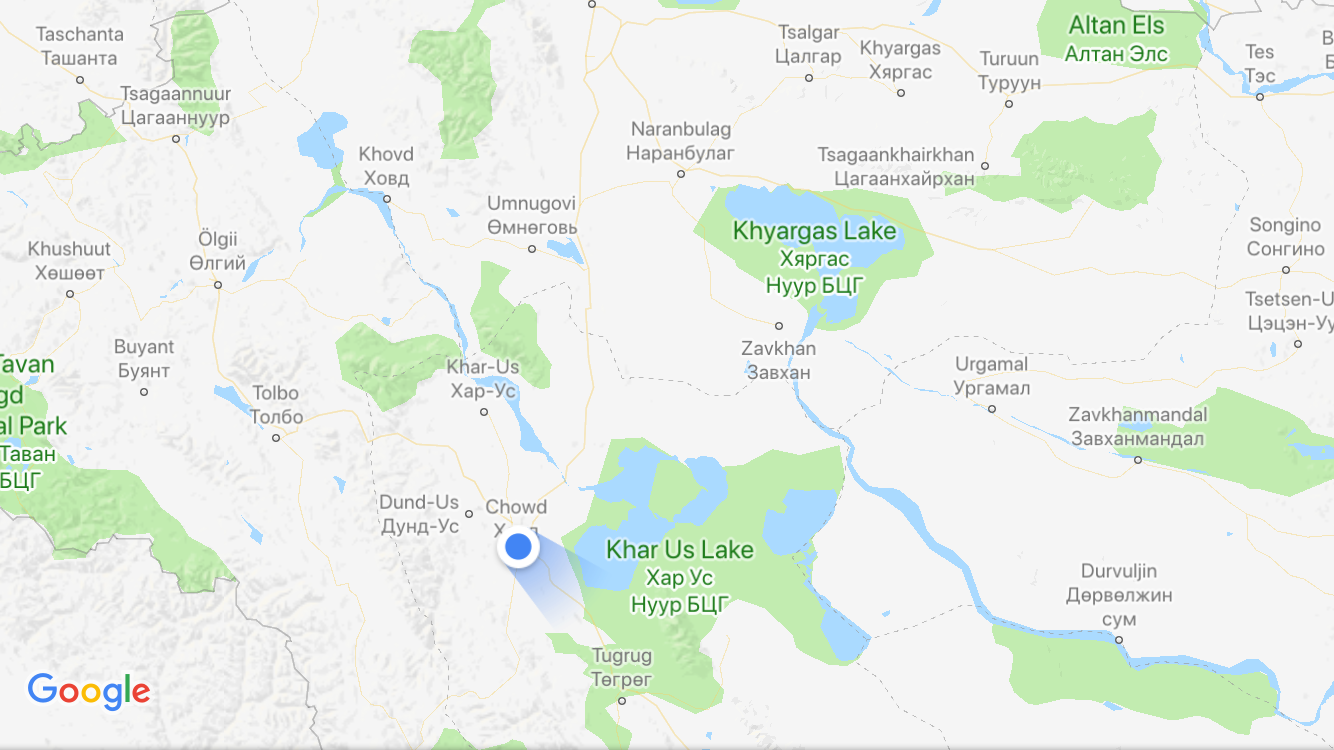 Taschanta
Ташанта
Tsagaannuur
Цагааннуур
Khovd
Ховд
Umnugovi
Өмнөговь
Ölgii
Өлгий
Khushuut
Хөшөөт
Buyant
Буянт
Tolbo
Толбо
Tavan
gd
al Park
Таван
БЦГ
Khar-Us
Хар-Ус
Dund-Us
Дунд-Ус
Chowd
Naranbulag
Наранбулаг
Tsalgar
Цалгар
Khyargas
Хяргас
Turuun
Туруун
Altan Els
Алтан Элс
Tes
Тэс
Tsagaankhairkhan
Цагаанхайрхан
Khyargas Lake
Хяргас
Нуур БЦГ
Songino
Сонгино
Tsetsen-U
Цэцэн-Уу
Zavkhan
Завхан
Urgamal
Ургамал
Zavkhanmandal
Завханмандал
Khar Us Lake
Хар Ус
Нуур БЦГ
Durvuljin
Дөрвөлжин
сум
Tugrug
Төгрөг
Google